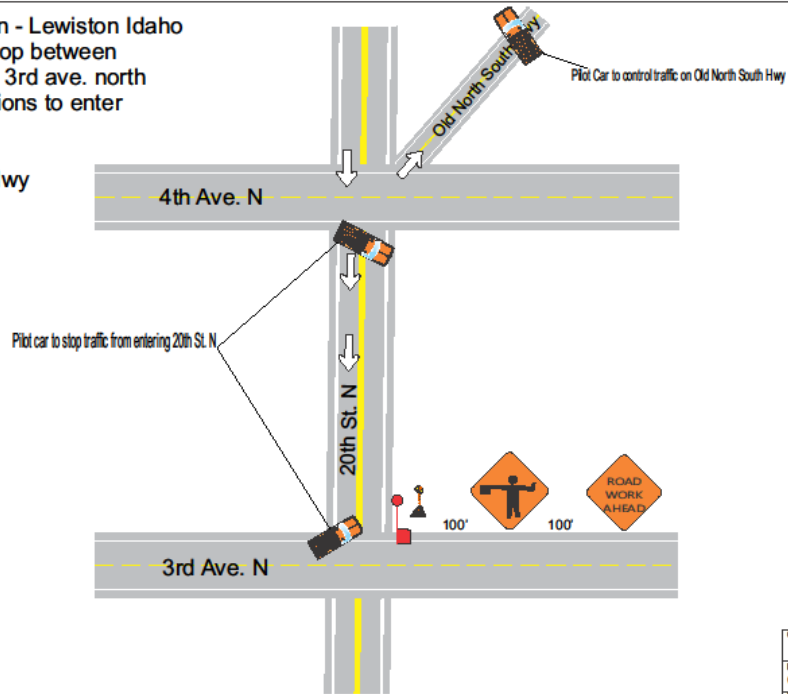 n - Lewiston Idaho
op between
3rd ave. north
ions to enter
wy
Old North South Hwy
Pilot Car to control traffic on Old North South Hwy
4th Ave. N
Pilot car to stop traffic from entering 20th St. N
20th St. N
ROAD
WORK
AHEAD
100'
100'
3rd Ave. N